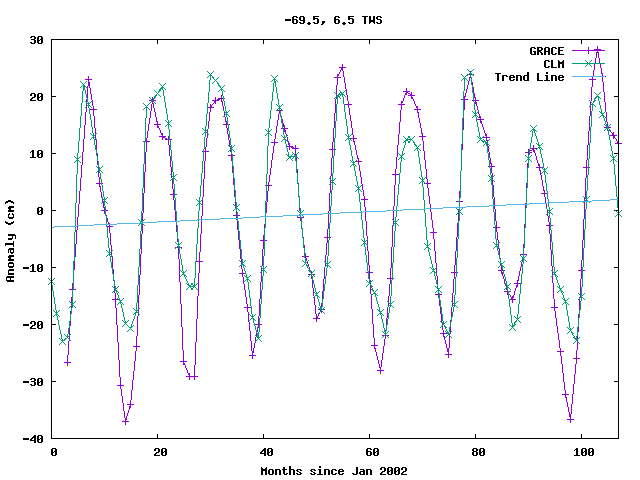 -69.5, 6.5 TWS
GRACE
CLM
Trend Line
30
20
10
0
-10
-20
-30
-40
Anomaly (cm)
0 20 40 60 80 100
Months since Jan 2002